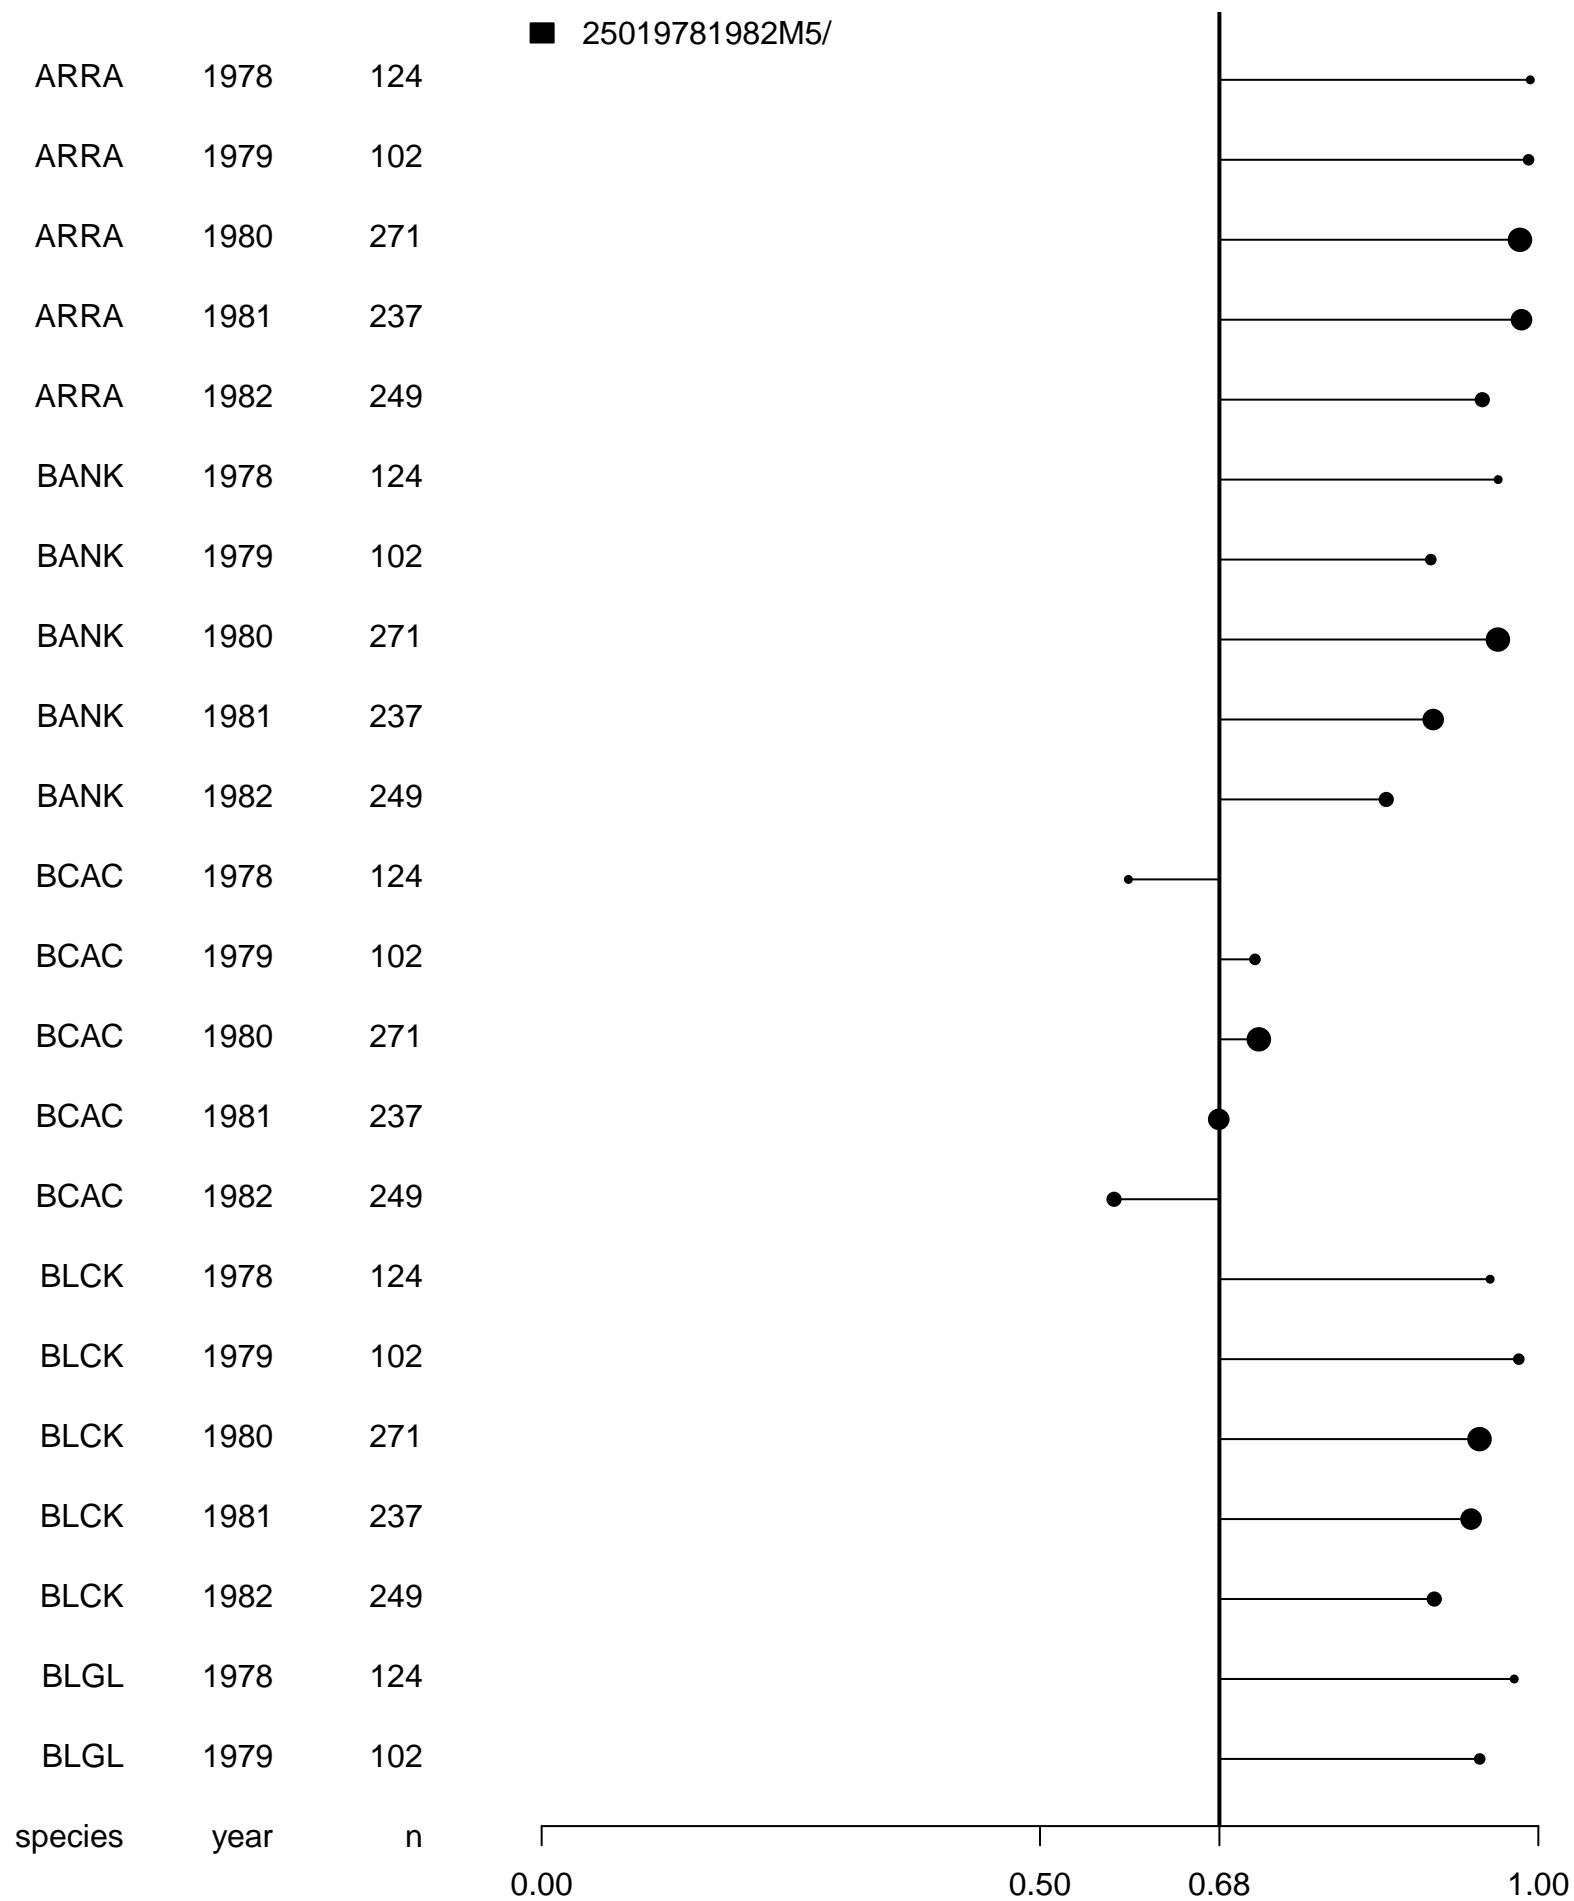 25019781982M5/
ARRA 1978 124
ARRA 1979 102
ARRA 1980 271
ARRA 1981 237
ARRA 1982 249
BANK 1978 124
BANK 1979 102
BANK 1980 271
BANK 1981 237
BANK 1982 249
BCAC 1978 124
BCAC 1979 102
BCAC 1980 271
BCAC 1981 237
BCAC 1982 249
BLCK 1978 124
BLCK 1979 102
BLCK 1980 271
BLCK 1981 237
BLCK 1982 249
BLGL 1978 124
BLGL 1979 102
species year n
0.00 0.50 0.68 1.00